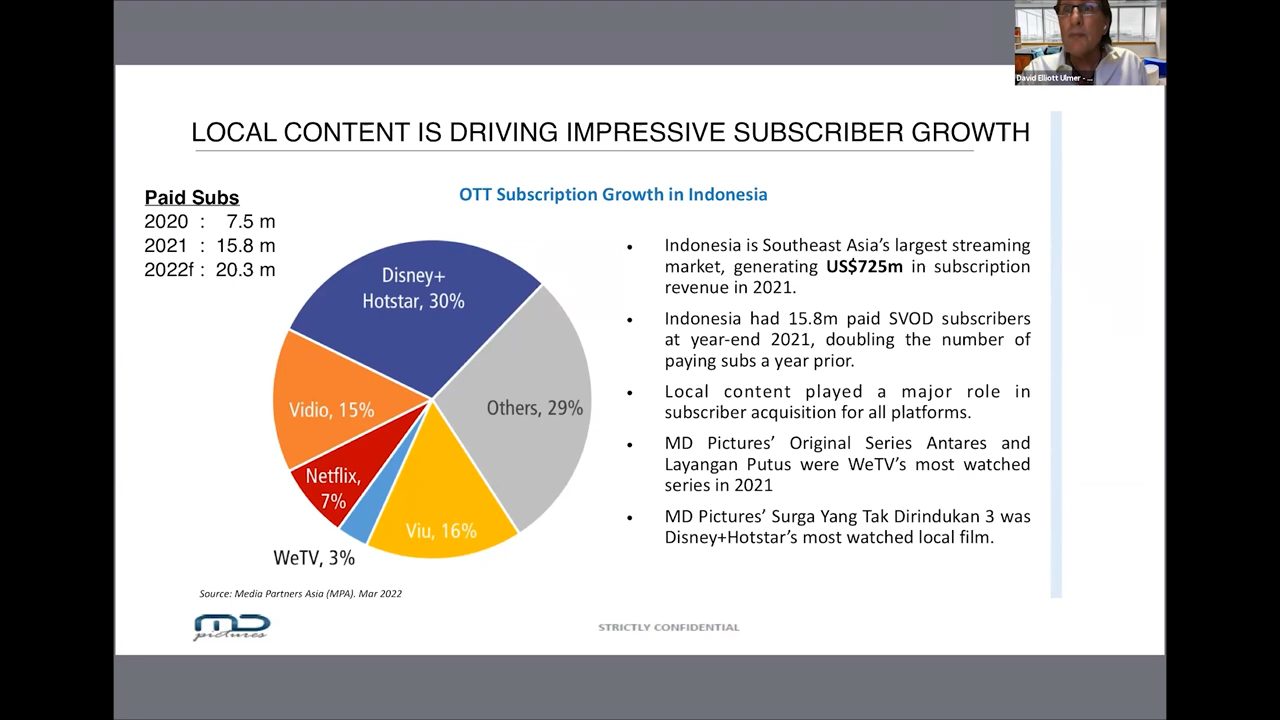 David Elliott Ulmer - ...
LOCAL CONTENT IS DRIVING IMPRESSIVE SUBSCRIBER GROWTH
Paid Subs
2020 : 7.5 m
2021 : 15.8 m
2022f : 20.3 m
OTT Subscription Growth in Indonesia
Disney+
Hotstar, 30%
Others, 29%
Vidio, 15%
Netflix,
7%
Viu, 16%
WeTV, 3%
• Indonesia is Southeast Asia’s largest streaming
market, generating US$725m in subscription
revenue in 2021.
• Indonesia had 15.8m paid SVOD subscribers
at year-end 2021, doubling the number of
paying subs a year prior.
• Local content played a major role in
subscriber acquisition for all platforms.
• MD Pictures’ Original Series Antares and
Layangan Putus were WeTV’s most watched
series in 2021
• MD Pictures’ Surga Yang Tak Dirindukan 3 was
Disney+Hotstar’s most watched local film.
Source: Media Partners Asia (MPA). Mar 2022
MD
pictures
STRICTLY CONFIDENTIAL